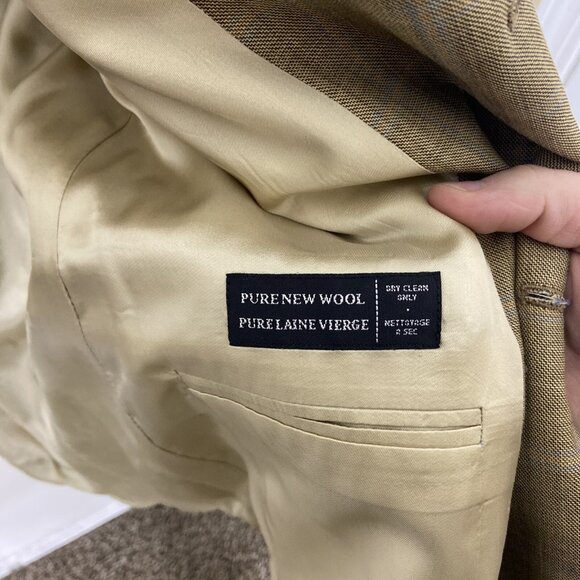 PURE NEW WOOL
PURE LAINE VIERGE
DRY CLEAN
ONLY
•
NETTOYAGE
A SEC